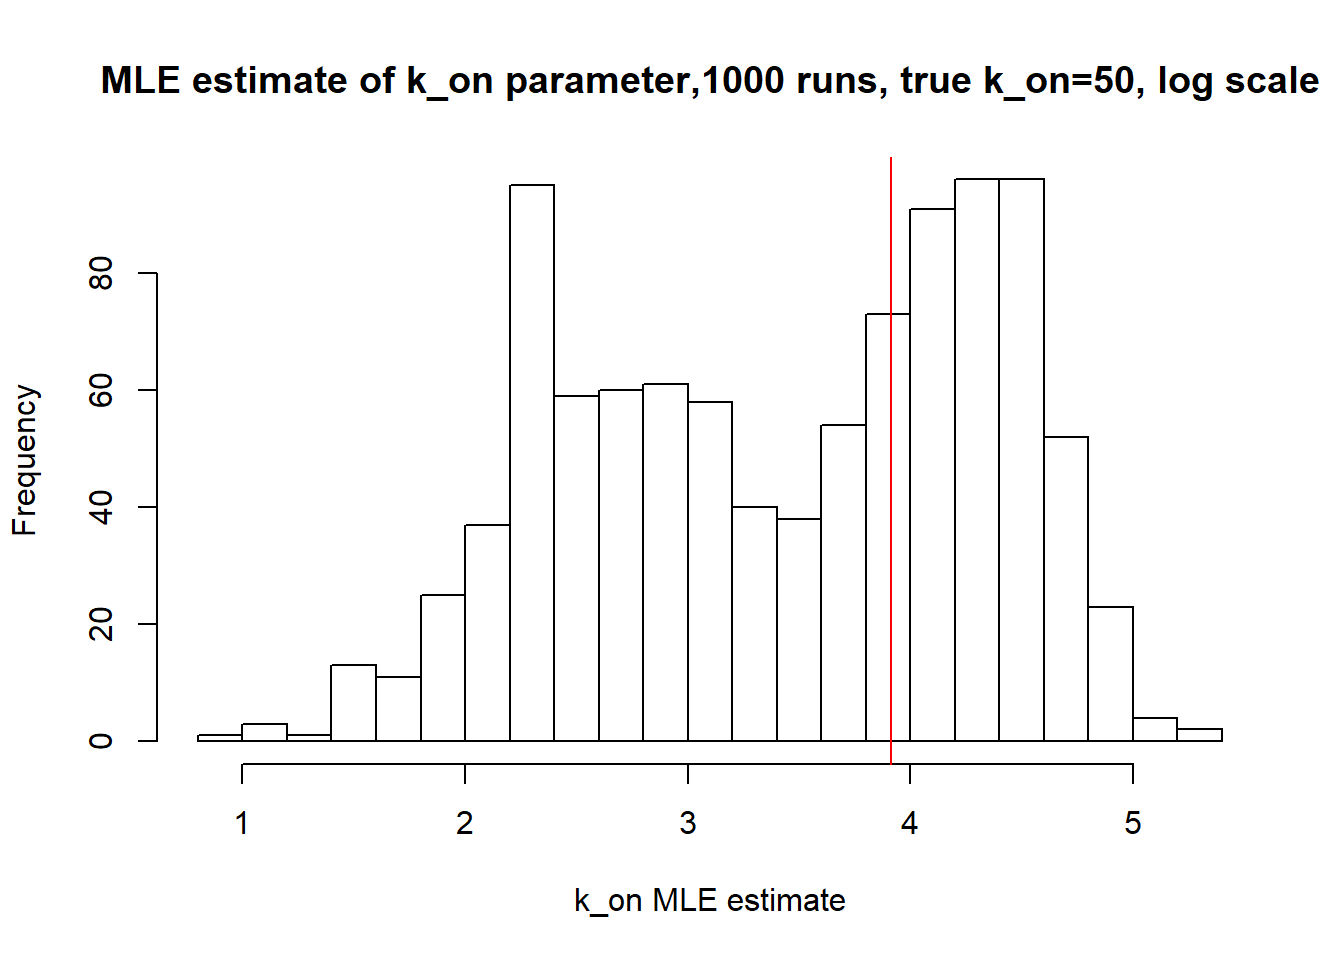 MLE estimate of k_on parameter,1000 runs, true k_on=50, log scale
Frequency
80
60
40
20
0
1 2 3 4 5
k_on MLE estimate